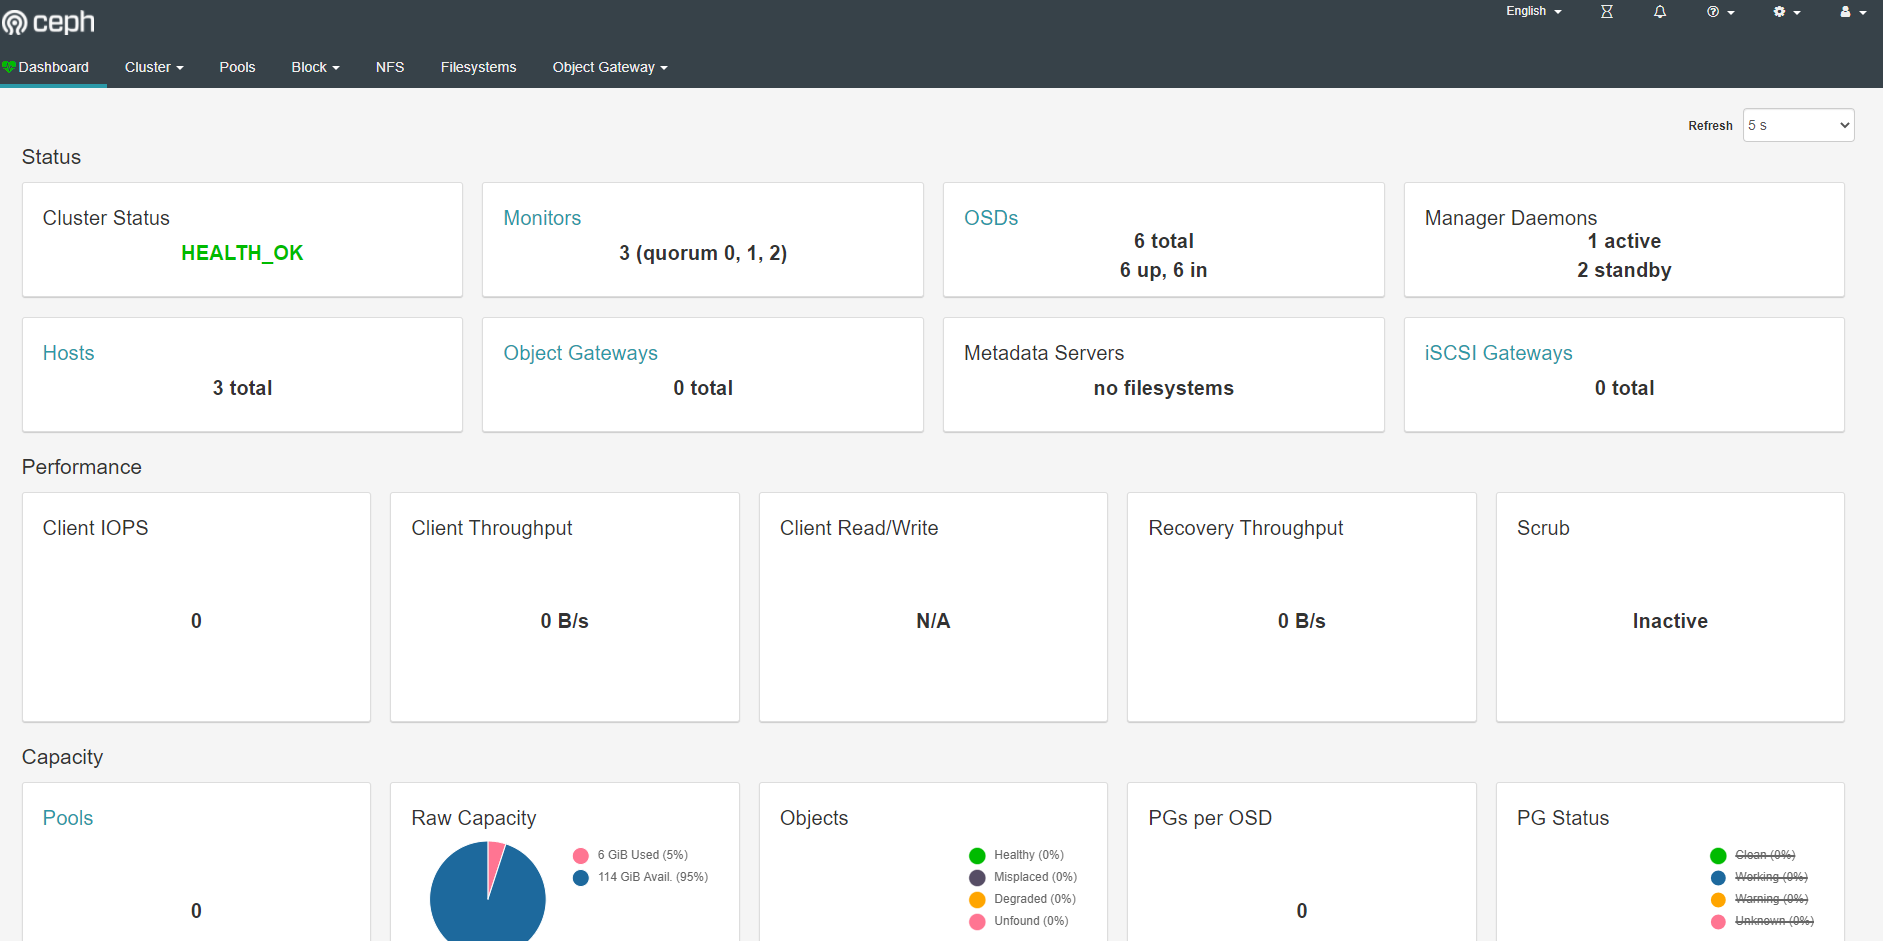 ceph
English
Dashboard Cluster Pools Block NFS Filesystems Object Gateway
Refresh 5 s
Status
Cluster Status
HEALTH_OK
Monitors
3 (quorum 0, 1, 2)
OSDs
6 total
6 up, 6 in
Manager Daemons
1 active
2 standby
Hosts
3 total
Object Gateways
0 total
Metadata Servers
no filesystems
iSCSI Gateways
0 total
Performance
Client IOPS
0
Client Throughput
0 B/s
Client Read/Write
N/A
Recovery Throughput
0 B/s
Scrub
Inactive
Capacity
Pools
0
Raw Capacity
6 GiB Used (5%)
114 GiB Avail. (95%)
Objects
Healthy (0%)
Misplaced (0%)
Degraded (0%)
Unfound (0%)
PGs per OSD
0
PG Status
Clean (0%)
Working (0%)
Warning (0%)
Unknown (0%)